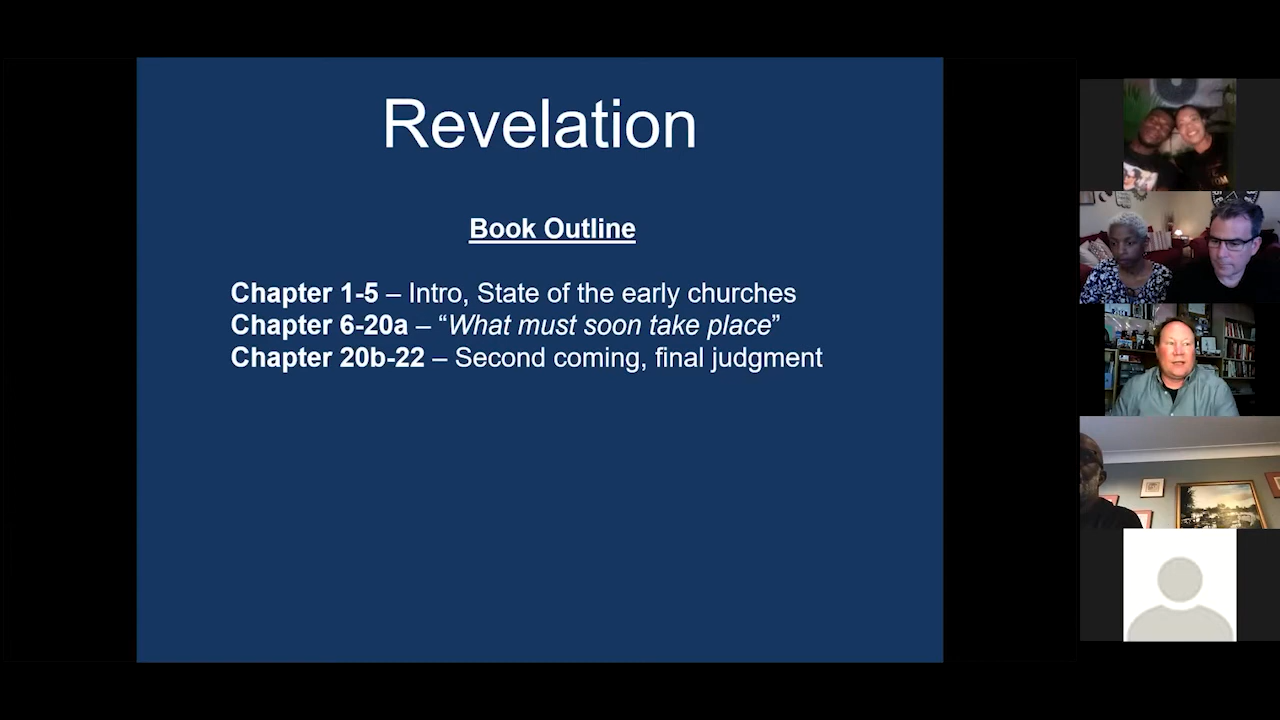 Revelation
Book Outline
Chapter 1-5 – Intro, State of the early churches
Chapter 6-20a – “What must soon take place”
Chapter 20b-22 – Second coming, final judgment